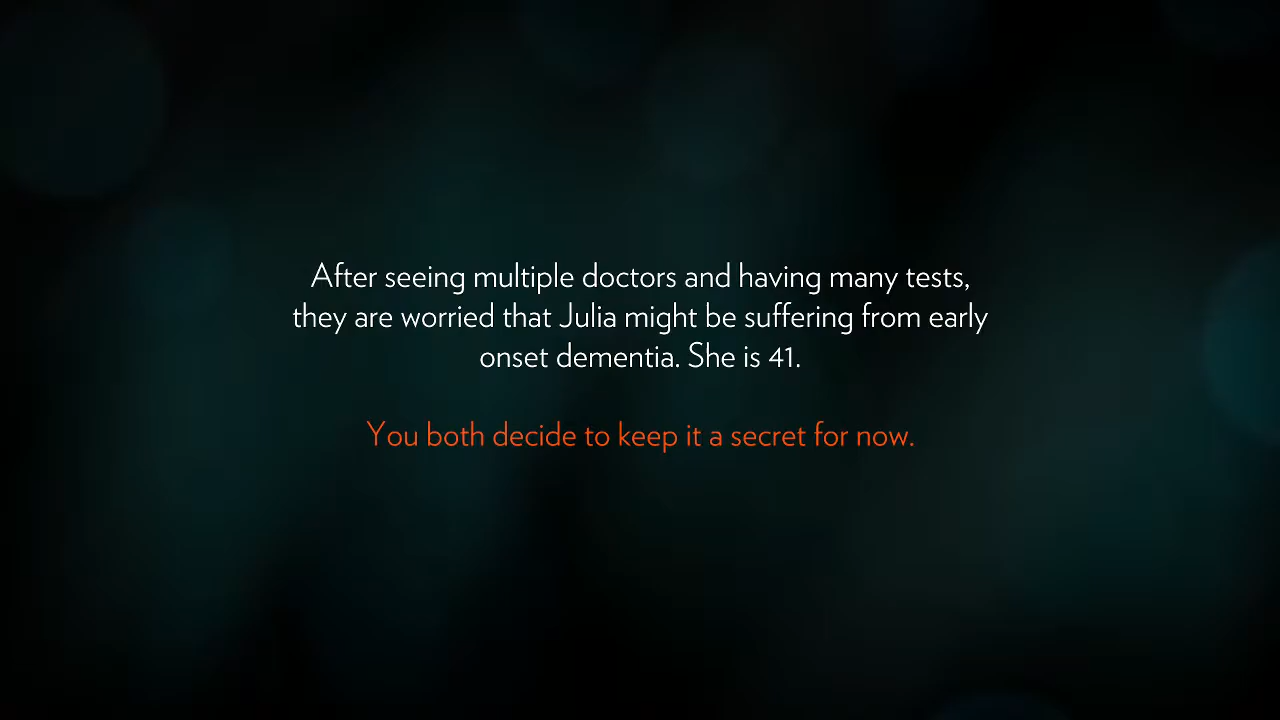 After seeing multiple doctors and having many tests,
they are worried that Julia might be suffering from early
onset dementia. She is 41.
You both decide to keep it a secret for now.